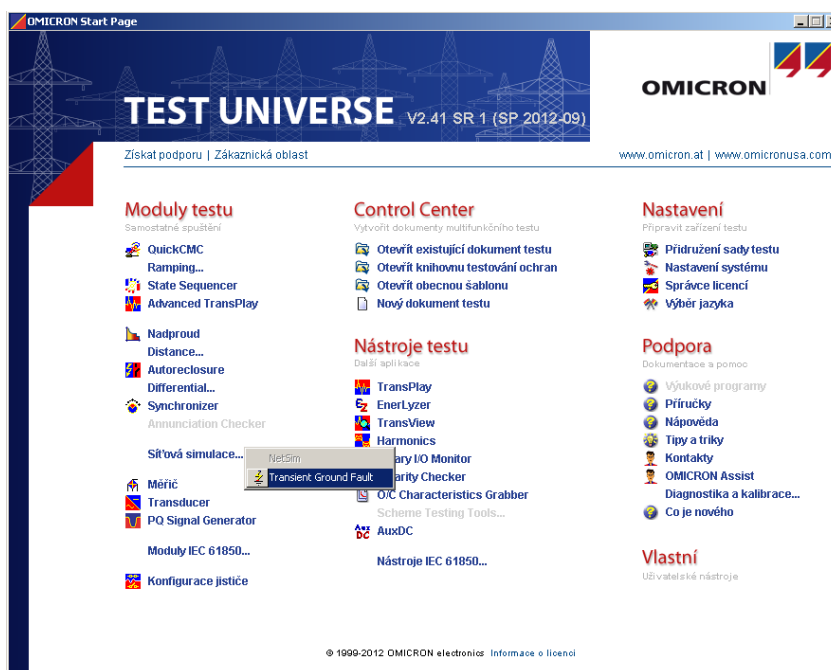 OMICRON Start Page
TEST UNIVERSE V2.41 SR 1 (SP 2012-09)
OMICRON
Získat podporu | Zákaznická oblast
www.omicron.at | www.omicronusa.com
Moduly testu
Samostatné spuštění
QuickCMC
Ramping...
State Sequencer
Advanced TransPlay
Nadproud
Distance...
Autoreclosure
Differential...
Synchronizer
Annunciation Checker
Síťová simulace...
NetSim
Transient Ground Fault
Měřič
Transducer
PQ Signal Generator
Moduly IEC 61850...
Konfigurace jističe
Control Center
Vytvořit dokumenty multifunkčního testu
Otevřít existující dokument testu
Otevřít knihovnu testování ochran
Otevřít obecnou šablonu
Nový dokument testu
Nástroje testu
Další aplikace
TransPlay
EnerLyzer
TransView
Harmonics
I/O Monitor
Checker
O/C Characteristics Grabber
Scheme Testing Tools...
AuxDC
Nástroje IEC 61850...
Nastavení
Připravit zařízení testu
Přidružení sady testu
Nastavení systému
Správce licencí
Výběr jazyka
Podpora
Dokumentace a pomoc
Výukové programy
Příručky
Nápověda
Tipy a triky
Kontakty
OMICRON Assist
Diagnostika a kalibrace...
Co je nového
Vlastní
Uživatelské nástroje
© 1999-2012 OMICRON electronics Informace o licenci